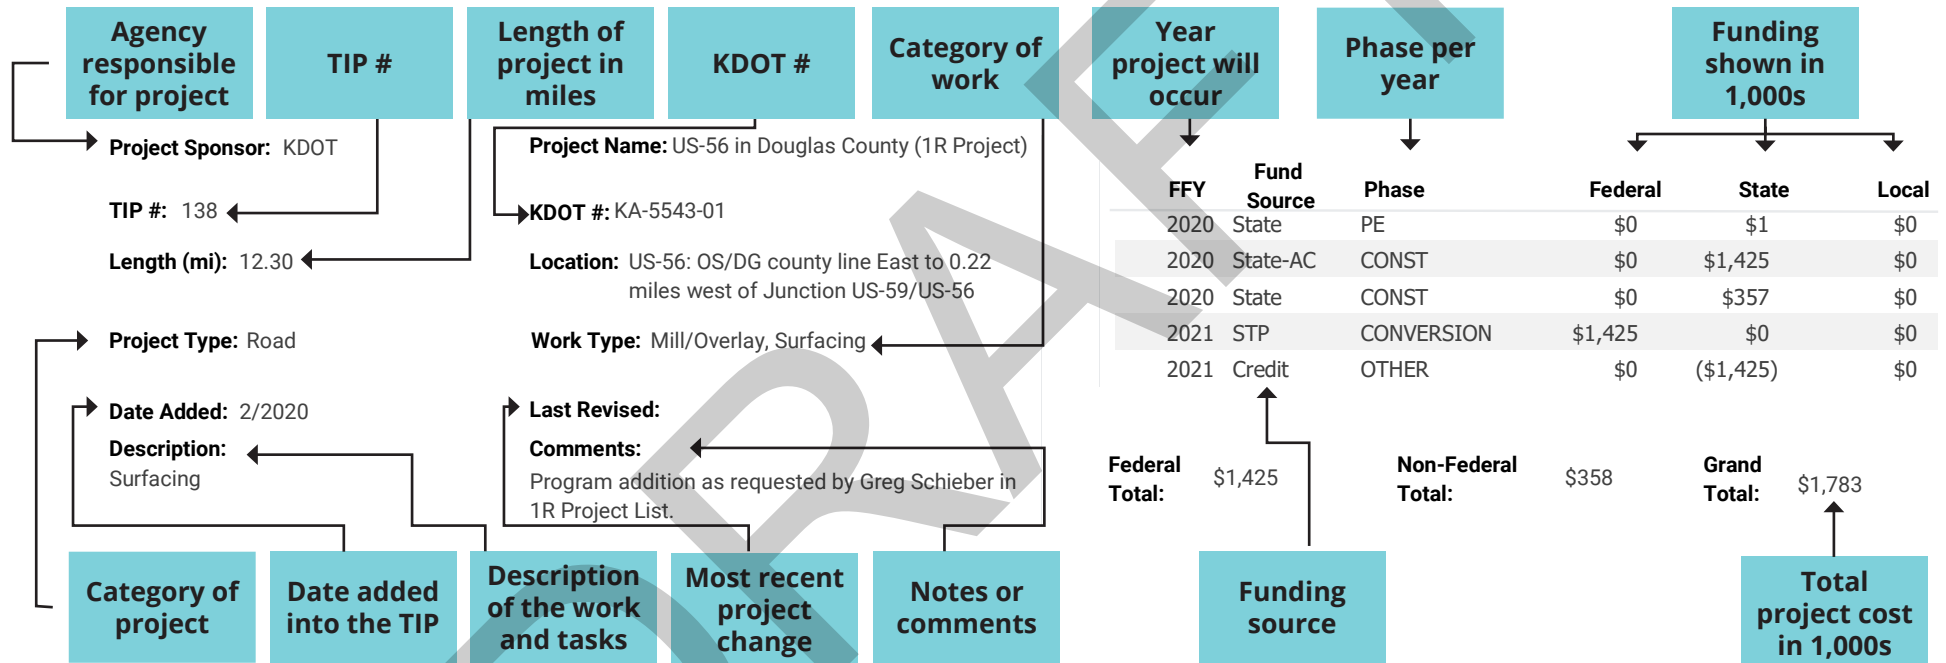 Agency
responsible
for project
TIP #
Length of
project in
miles
KDOT #
Category of
work
Year
project will
occur
Phase per
year
Funding
shown in
1,000s
Project Sponsor: KDOT
Project Name: US-56 in Douglas County (1R Project)
TIP #: 138
KDOT #: KA-5543-01
Length (mi): 12.30
Location: US-56: OS/DG county line East to 0.22
miles west of Junction US-59/US-56
Project Type: Road
Work Type: Mill/Overlay, Surfacing
Date Added: 2/2020
Last Revised:
Description:
Surfacing
Comments:
Program addition as requested by Greg Schieber in
1R Project List.
FFY Fund Source Phase Federal State Local
2020 State PE $0 $1 $0
2020 State-AC CONST $0 $1,425 $0
2020 State CONST $0 $357 $0
2021 STP CONVERSION $1,425 $0 $0
2021 Credit OTHER $0 ($1,425) $0
Federal
Total: $1,425
Non-Federal
Total: $358
Grand
Total: $1,783
Category of
project
Date added
into the TIP
Description
of the work
and tasks
Most recent
project
change
Notes or
comments
Funding
source
Total
project cost
in 1,000s
DRAFT